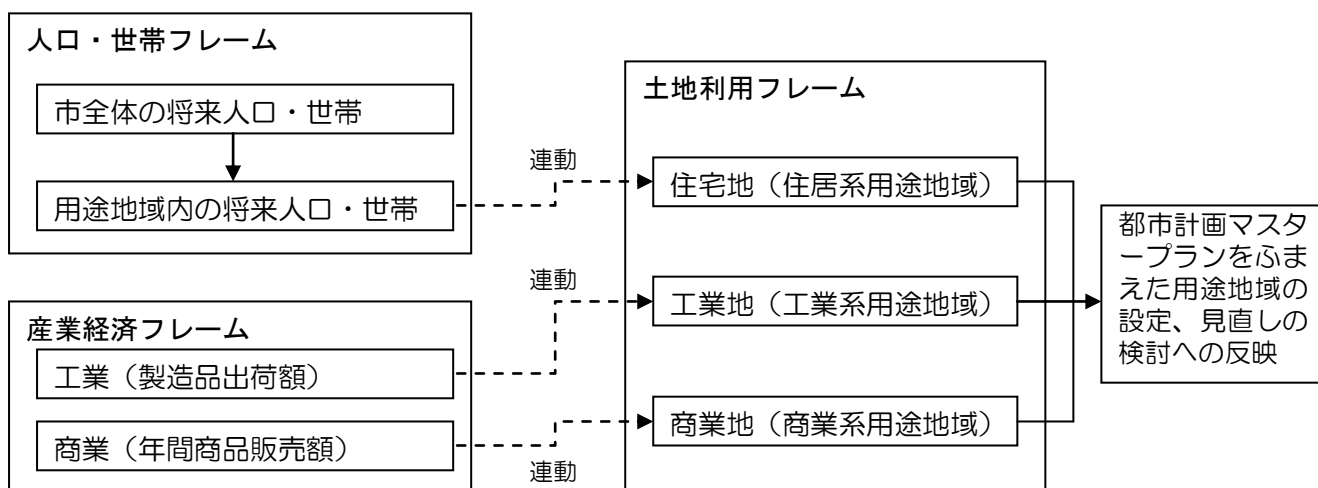 人口・世帯フレーム
市全体の将来人口・世帯
用途地域内の将来人口・世帯
産業経済フレーム
工業（製造品出荷額）
商業（年間商品販売額）
連動
連動
連動
土地利用フレーム
住宅地（住居系用途地域）
工業地（工業系用途地域）
商業地（商業系用途地域）
都市計画マスタ
ープランをふま
えた用途地域の
設定、見直しの
検討への反映